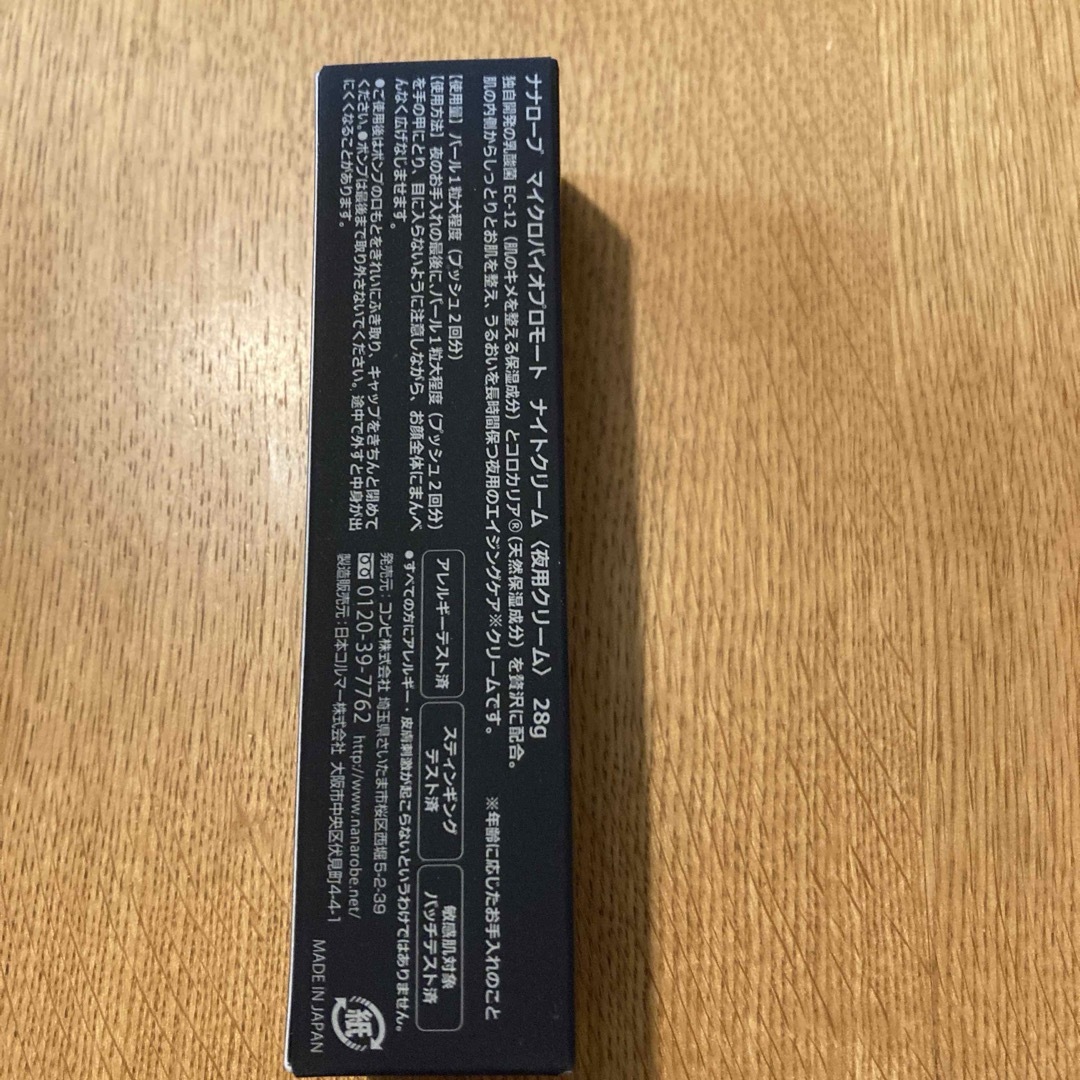 ナナローブ　マイクロバイオプロモート　ナイトクリーム〈夜用クリーム〉　28g
独自開発の乳酸菌 EC-12（肌のキメを整える保湿成分）とコロカリア®(天然保湿成分）を贅沢に配合。
肌の内側からしっとりとお肌を整え、うるおいを長時間保つ夜用のエイジングケア※クリームです。
※年齢に応じたお手入れのこと
【使用量】パール１粒大程度（プッシュ２回分）
【使用方法】夜のお手入れの最後に、パール１粒大程度（プッシュ２回分）
を手の甲にとり、目に入らないように注意しながら、お顔全体にまんべ
んなく広げなじませます。
●ご使用後はポンプの口もとをきれいにふき取り、キャップをきちんと閉めて
ください。●ポンプは最後まで取り外さないでください。途中で外すと中身が出
にくくなることがあります。
アレルギーテスト済
スティンギング
テスト済
敏感肌対象
パッチテスト済
●すべての方にアレルギー・皮膚刺激が起こらないというわけではありません。
発売元：コンビ株式会社 埼玉県さいたま市桜区西堀5-2-39
0120-39-7762 http://www.nanarobe.net/
製造販売元：日本コルマー株式会社 大阪市中央区伏見町4-4-1
MADE IN JAPAN
紙